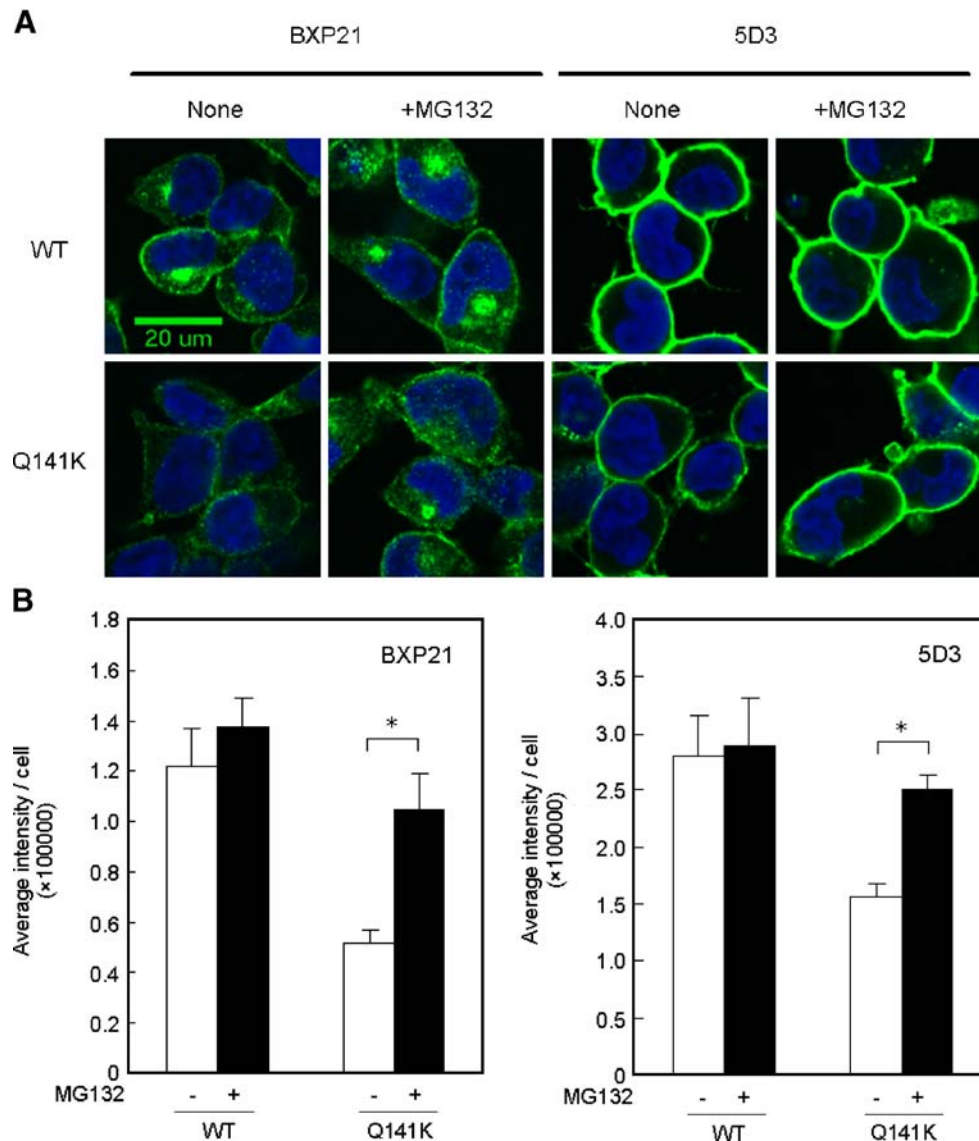 A
BXP21 5D3
None +MG132 None +MG132
WT
20 um
Q141K
B
BXP21
Average intensity / cell
(×100000)
1.8
1.6
1.4
1.2
1.0
0.8
0.6
0.4
0.2
0
*
MG132 - + - +
WT Q141K
5D3
Average intensity / cell
(×100000)
4.0
3.5
3.0
2.5
2.0
1.5
1.0
0.5
0
*
MG132 - + - +
WT Q141K